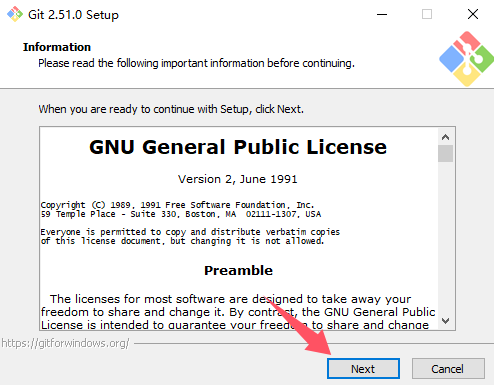 Git 2.51.0 Setup
Information
Please read the following important information before continuing.
When you are ready to continue with Setup, click Next.
GNU General Public License
Version 2, June 1991
Copyright (C) 1989, 1991 Free Software Foundation, Inc.
59 Temple Place - Suite 330, Boston, MA  02111-1307, USA
Everyone is permitted to copy and distribute verbatim copies
of this license document, but changing it is not allowed.
Preamble
The licenses for most software are designed to take away your
freedom to share and change it. By contrast, the GNU General Public
License is intended to guarantee your freedom to share and change
https://gitforwindows.org/
Next
Cancel